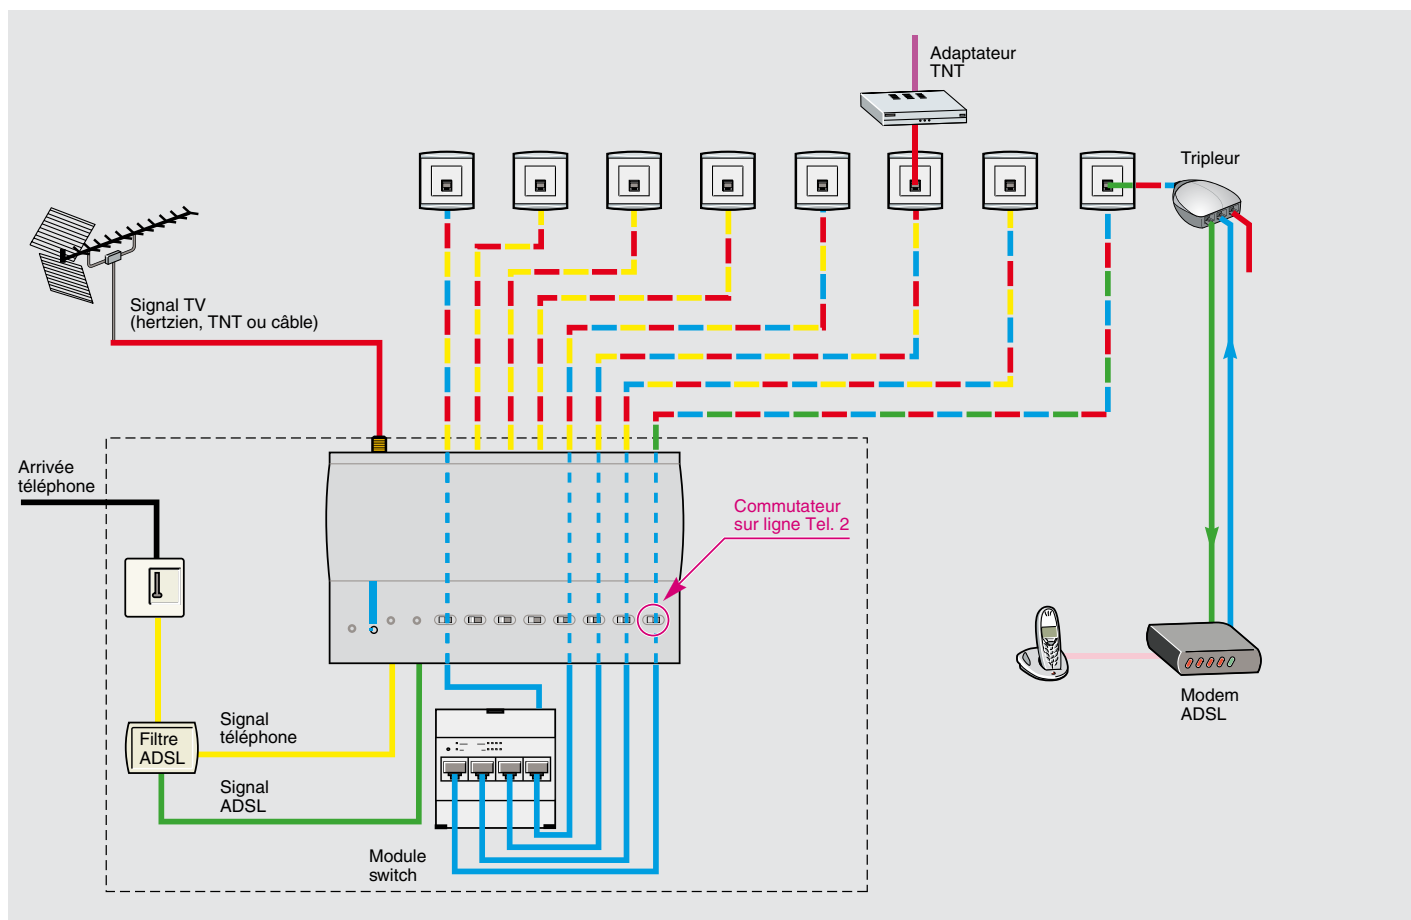 Adaptateur
TNT
Tripleur
Signal TV
(hertzien, TNT ou câble)
Arrivée
téléphone
Commutateur
sur ligne Tel. 2
Filtre
ADSL
Signal
téléphone
Signal
ADSL
Module
switch
Modem
ADSL